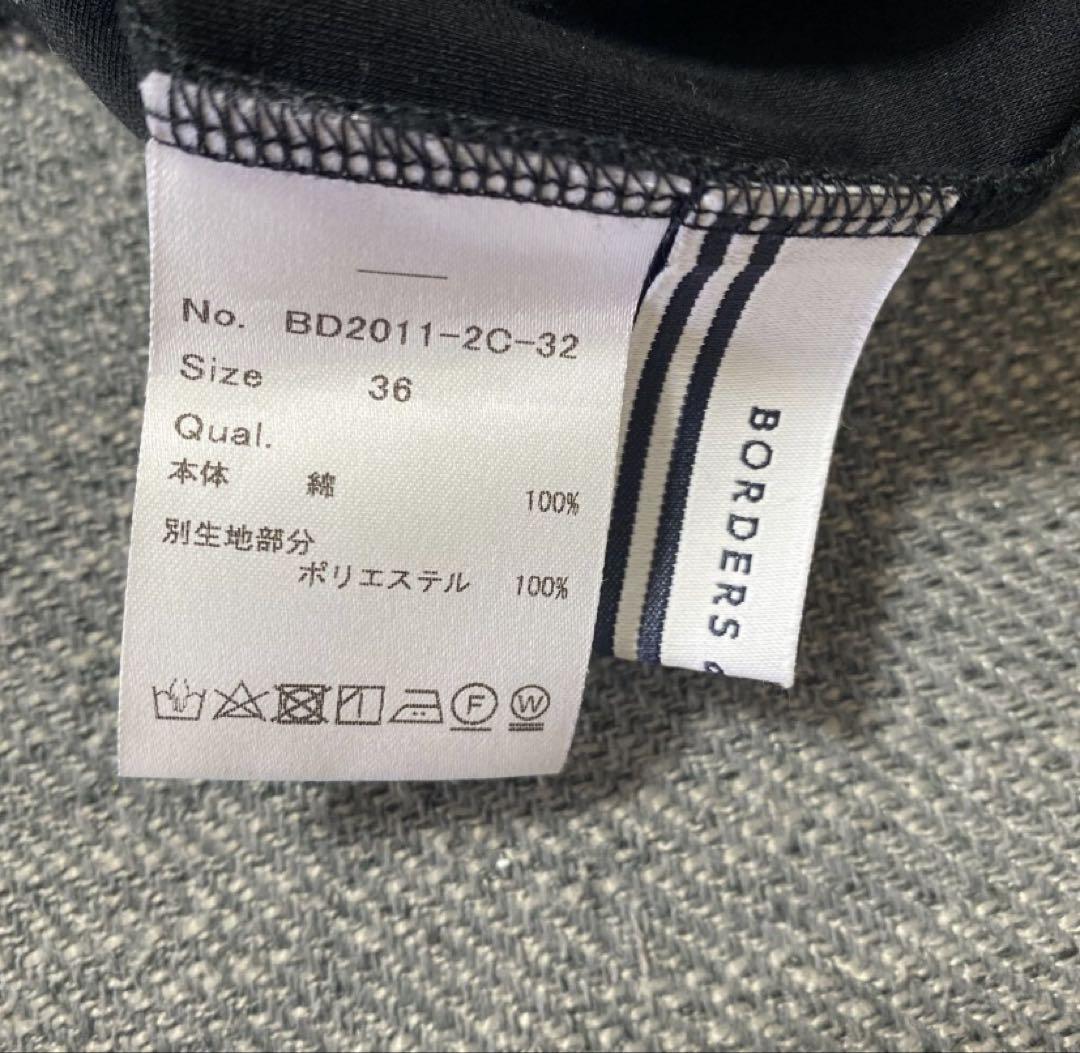 No. BD2011-2C-32
Size 36
Qual.
本体 綿 100%
別生地部分
ポリエステル 100%
F W
BORDERS